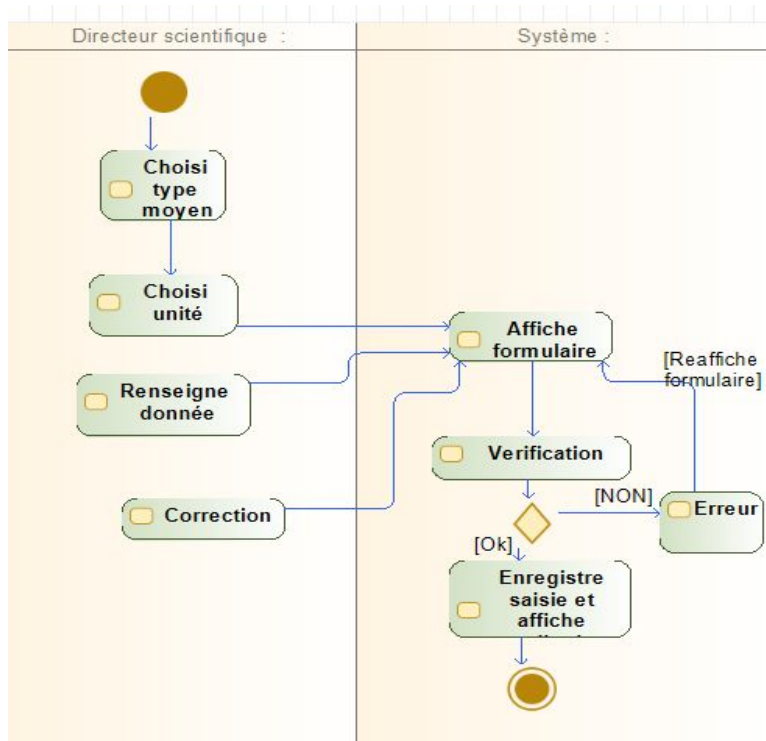 Directeur scientifique :
Système :
Choisi
type
moyen
Choisi
unité
Affiche
formulaire
[Reaffiche
formulaire]
Renseigne
donnée
Verification
[NON]
Erreur
Correction
[Ok]
Enregistre
saisie et
affiche